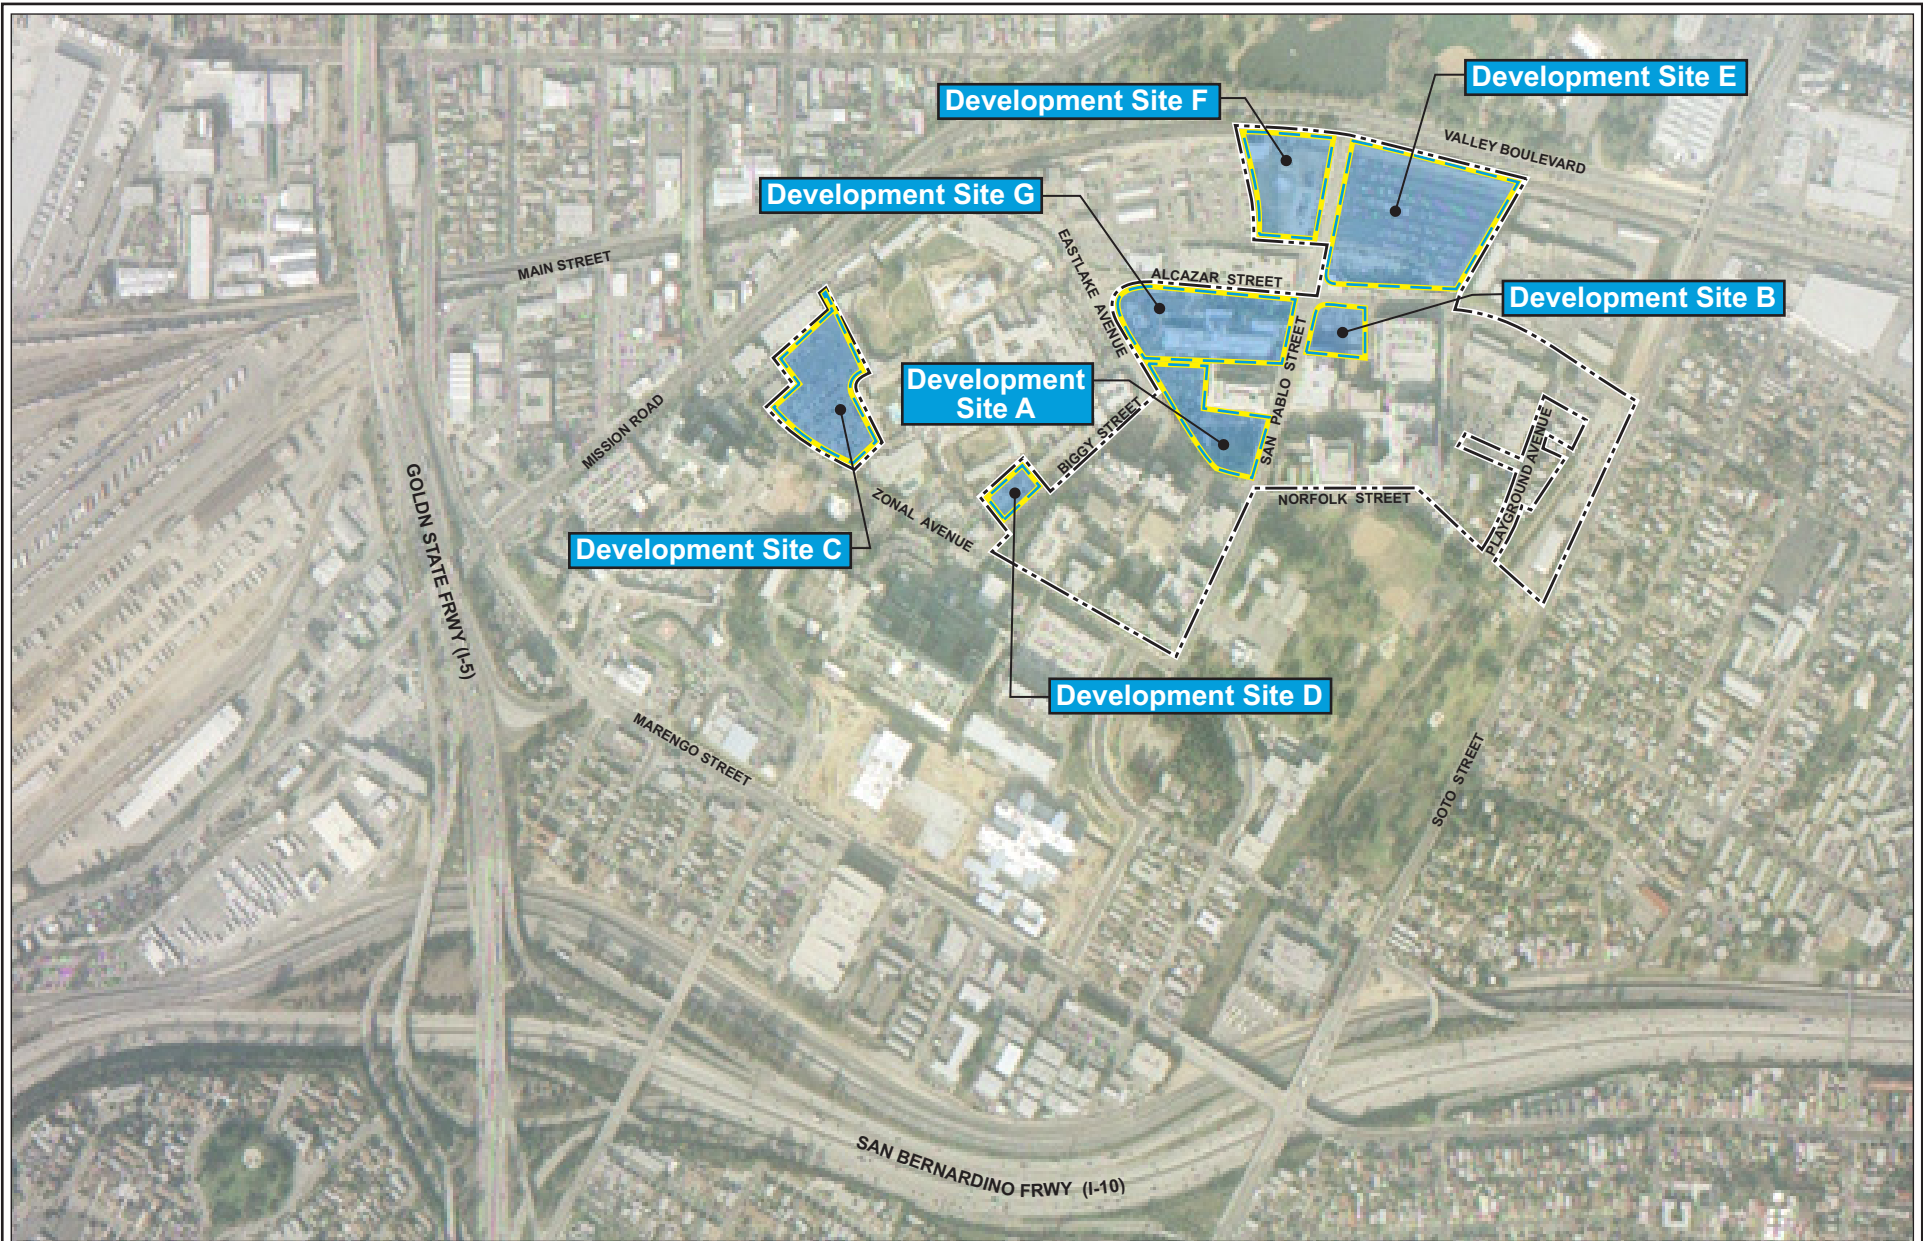 Development Site E
Development Site F
VALLEY BOULEVARD
Development Site G
EASTLAKE AVENUE
MAIN STREET
ALCAZAR STREET
Development Site B
SAN PABLO STREET
Development
Site A
MISSION ROAD
BIGGY STREET
PLAYGROUND AVENUE
GOLDN STATE FRWY (I-5)
ZONAL AVENUE
NORFOLK STREET
Development Site C
Development Site D
MARENGO STREET
SOTO STREET
SAN BERNARDINO FRWY (I-10)